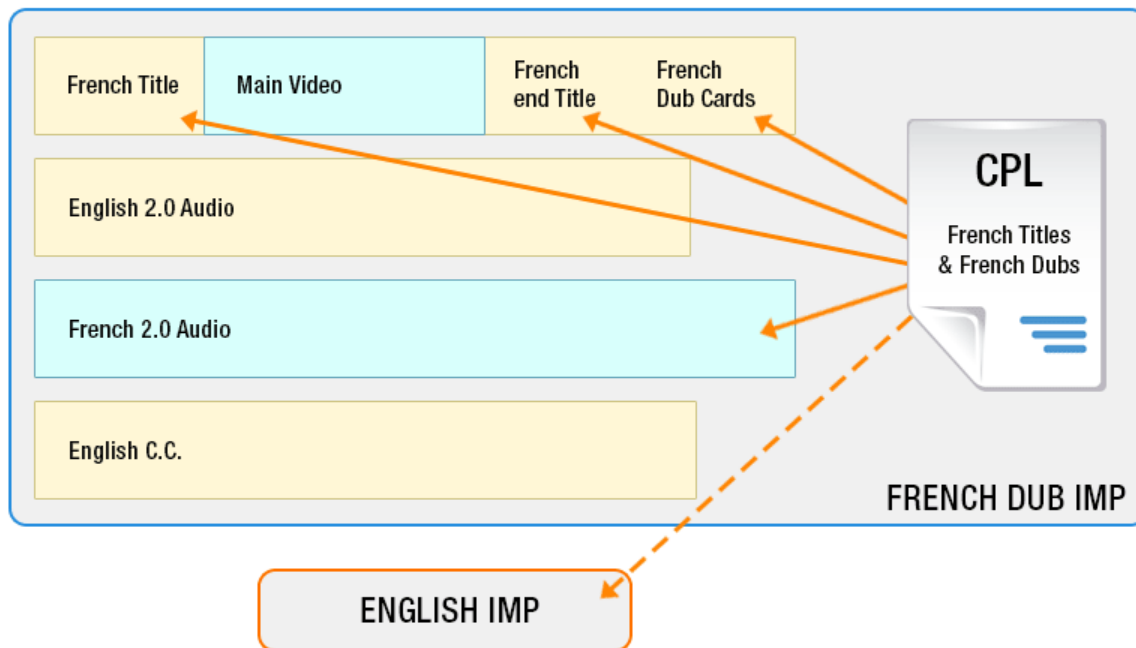 French Title
Main Video
French
end Title
French
Dub Cards
CPL
French Titles
& French Dubs
English 2.0 Audio
French 2.0 Audio
English C.C.
FRENCH DUB IMP
ENGLISH IMP